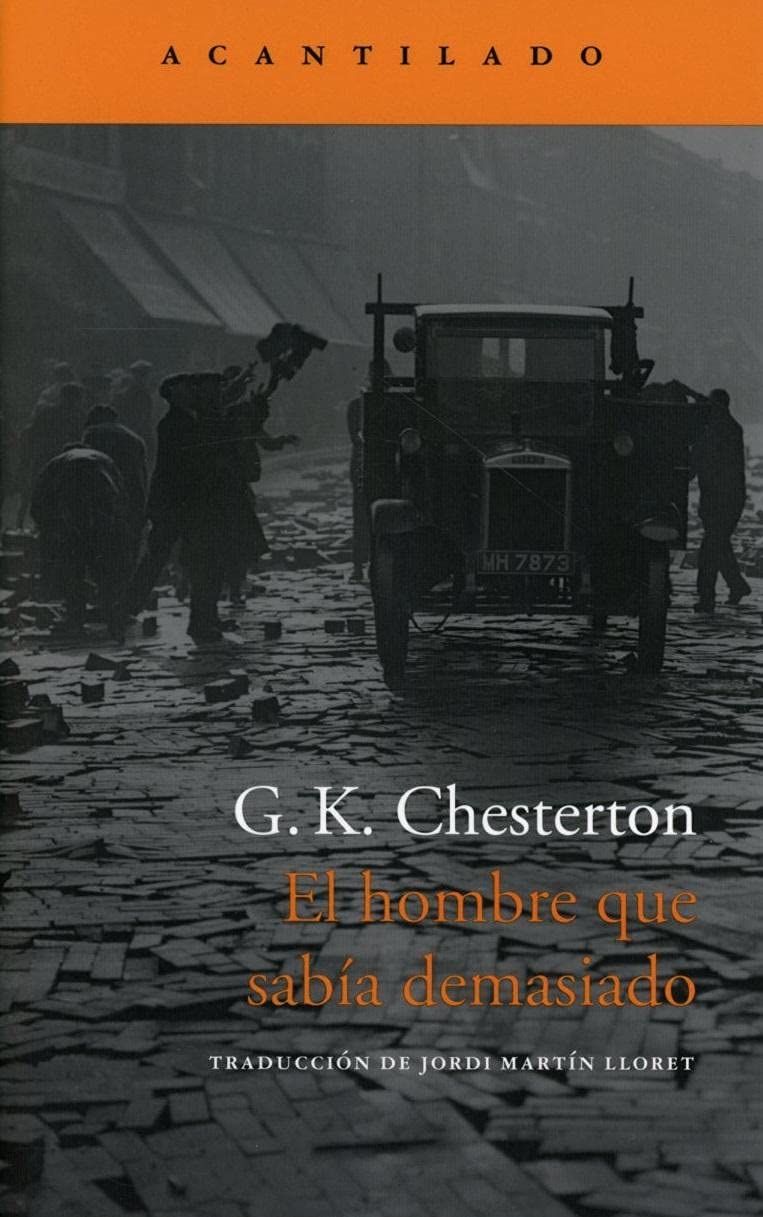 ACANTILADO
MH 7873
G. K. Chesterton
El hombre que
sabía demasiado
TRADUCCIÓN DE JORDI MARTÍN LLORET